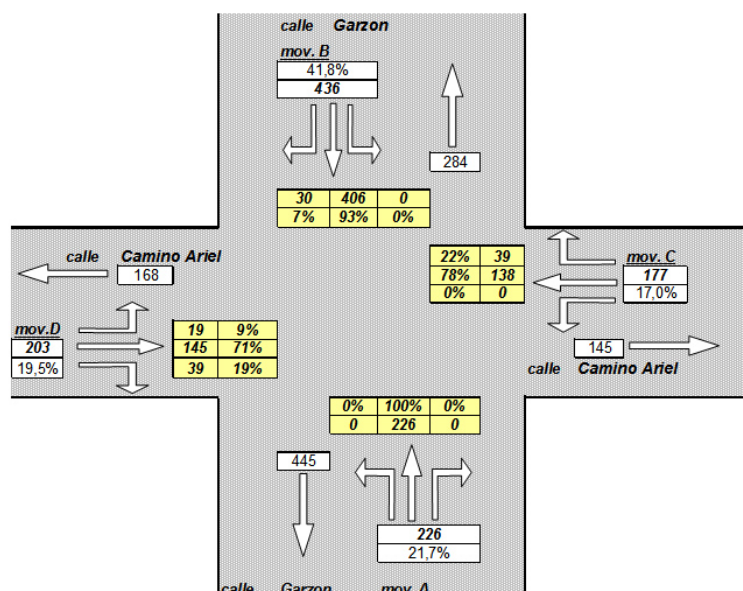 calle Garzon
mov. B
41,8%
436
284
30 406 0
7% 93% 0%
calle Camino Ariel
168
22% 39
78% 138
0% 0
mov. C
177
17,0%
mov.D
203
19,5%
19 9%
145 71%
39 19%
145
calle Camino Ariel
0% 100% 0%
0 226 0
445
226
21,7%
calle Garzon mov. A